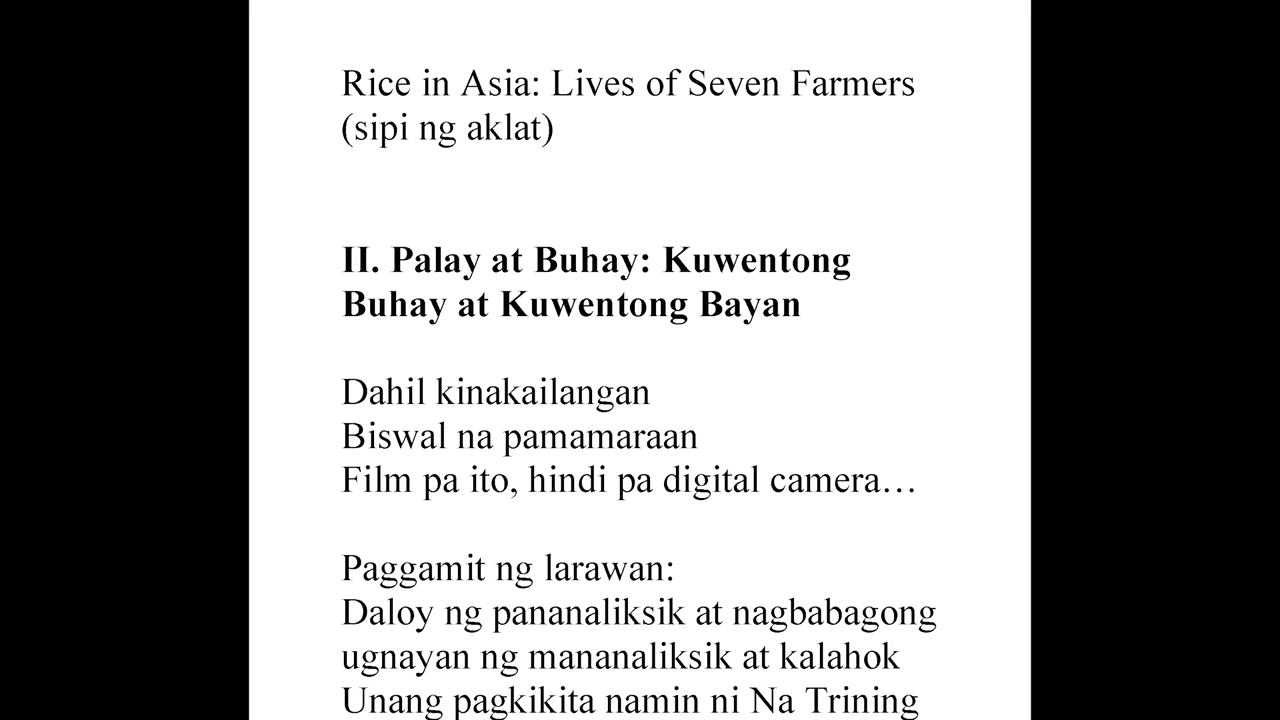 Rice in Asia: Lives of Seven Farmers
(sipi ng aklat)
II. Palay at Buhay: Kuwentong
Buhay at Kuwentong Bayan
Dahil kinakailangan
Biswal na pamamaraan
Film pa ito, hindi pa digital camera…
Paggamit ng larawan:
Daloy ng pananaliksik at nagbabagong
ugnayan ng mananaliksik at kalahok
Unang pagkikita namin ni Na Trining